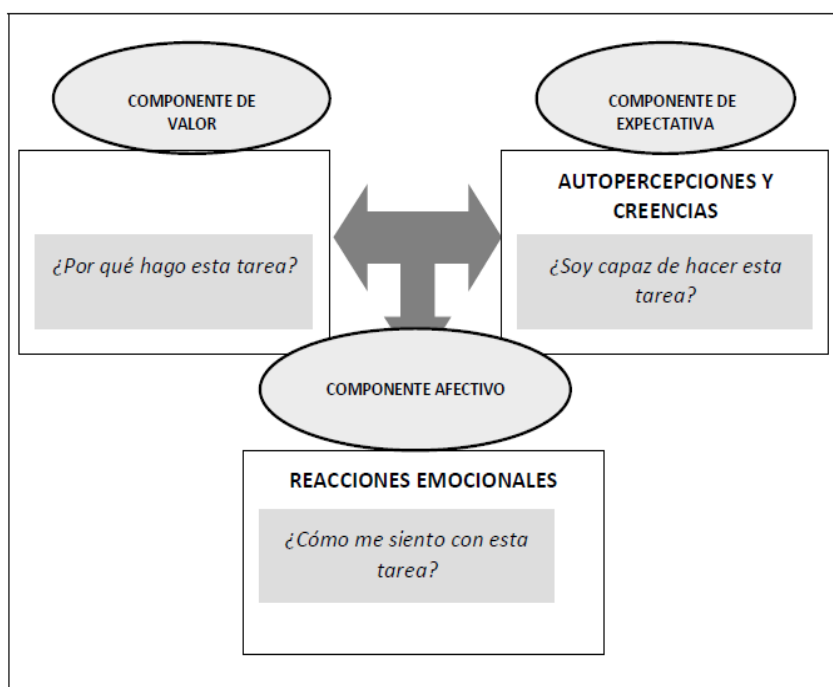 COMPONENTE DE
VALOR
¿Por qué hago esta tarea?
COMPONENTE DE
EXPECTATIVA
AUTOPERCEPCIONES Y
CREENCIAS
¿Soy capaz de hacer esta
tarea?
COMPONENTE AFECTIVO
REACCIONES EMOCIONALES
¿Cómo me siento con esta
tarea?